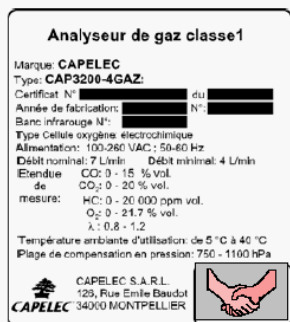 Analyseur de gaz classe1
Marque: CAPELEC
Type: CAP3200-4GAZ:
Certificat N° du
Année de fabrication: N°:
Banc infrarouge N°:
Type Cellule oxygène: électrochimique
Alimentation: 100-260 VAC ; 50-60 Hz
Débit nominal: 7 L/min Débit minimal: 4 L/min
Etendue de mesure: CO: 0 - 15 % vol.
CO2: 0 - 20 % vol.
HC: 0 - 20 000 ppm vol.
O2: 0 - 21.7 % vol.
λ : 0.8 - 1.2
Température ambiante d'utilisation: de 5 °C à 40 °C
Plage de compensation en pression: 750 - 1100 hPa
CAPELEC
CAPELEC S.A.R.L.
126, Rue Emile Baudot
34000 MONTPELLIER